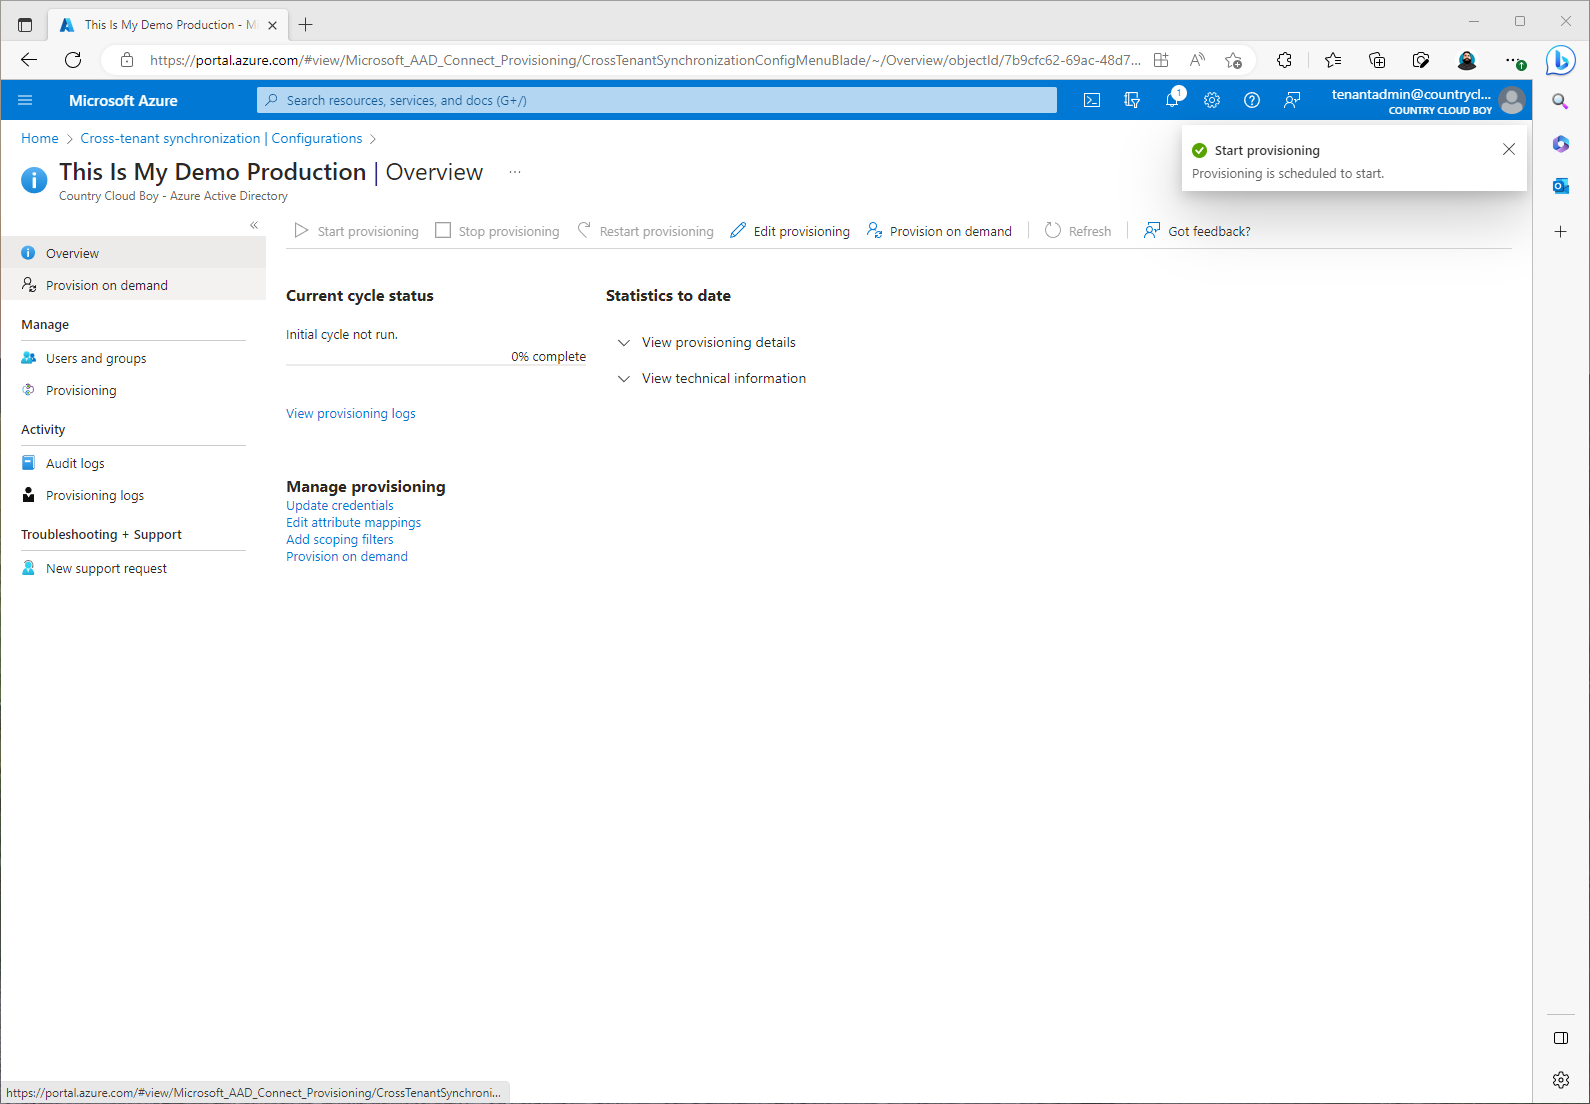 This Is My Demo Production - Mi
https://portal.azure.com/#view/Microsoft_AAD_Connect_Provisioning/CrossTenantSynchronizationConfigMenuBlade/~/Overview/objectId/7b9cfc62-69ac-48d7...
Microsoft Azure
Search resources, services, and docs (G+/)
1
tenantadmin@countrycl...
COUNTRY CLOUD BOY
Home > Cross-tenant synchronization | Configurations >
This Is My Demo Production | Overview ...
Country Cloud Boy - Azure Active Directory
Start provisioning
Provisioning is scheduled to start.
«
Start provisioning
Stop provisioning
Restart provisioning
Edit provisioning
Provision on demand
Refresh
Got feedback?
Overview
Provision on demand
Manage
Users and groups
Provisioning
Activity
Audit logs
Provisioning logs
Troubleshooting + Support
New support request
Current cycle status
Initial cycle not run.
0% complete
View provisioning logs
Statistics to date
View provisioning details
View technical information
Manage provisioning
Update credentials
Edit attribute mappings
Add scoping filters
Provision on demand
https://portal.azure.com/#view/Microsoft_AAD_Connect_Provisioning/CrossTenantSynchroni...